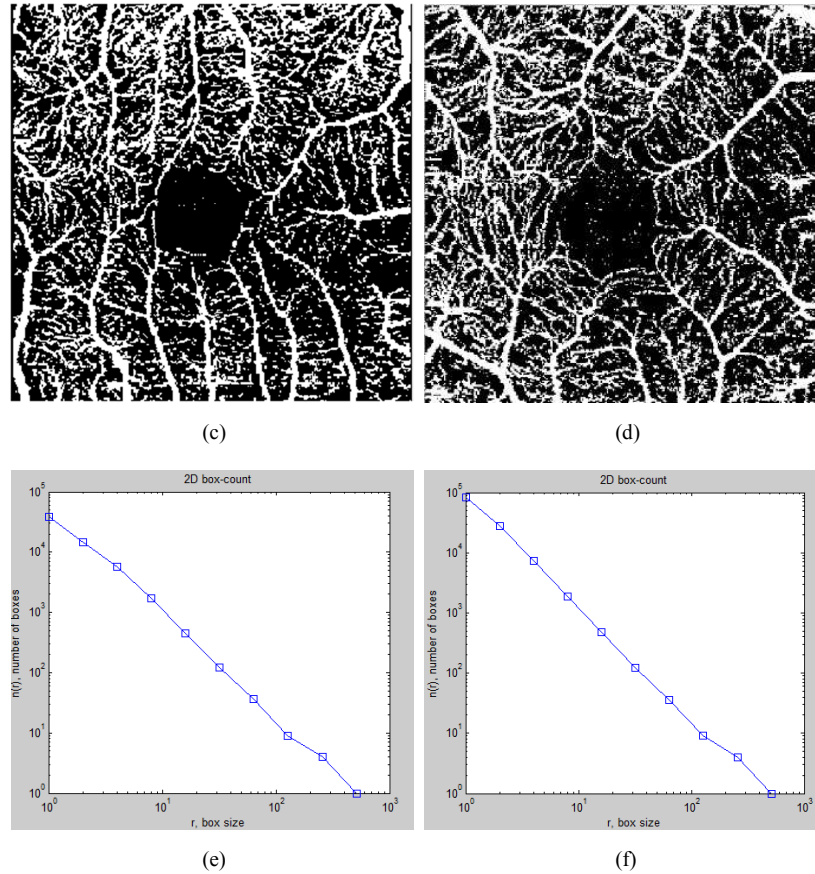 (c)
(d)
2D box-count
10^5
10^4
10^3
10^2
10^1
10^0
n(r), number of boxes
10^0
10^1
10^2
10^3
r, box size
2D box-count
10^5
10^4
10^3
10^2
10^1
10^0
n(r), number of boxes
10^0
10^1
10^2
10^3
r, box size
(e)
(f)